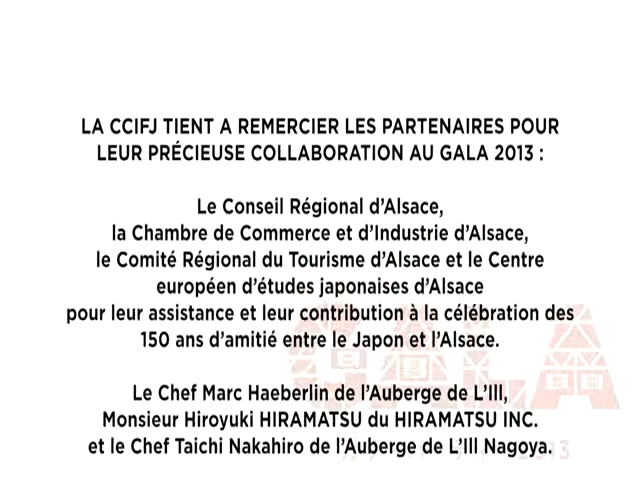 LA CCIFJ TIENT A REMERCIER LES PARTENAIRES POUR
LEUR PRÉCIEUSE COLLABORATION AU GALA 2013 :
Le Conseil Régional d'Alsace,
la Chambre de Commerce et d'Industrie d'Alsace,
le Comité Régional du Tourisme d'Alsace et le Centre
européen d'études japonaises d'Alsace
pour leur assistance et leur contribution à la célébration des
150 ans d'amitié entre le Japon et l'Alsace.
Le Chef Marc Haeberlin de l'Auberge de L'Ill,
Monsieur Hiroyuki HIRAMATSU du HIRAMATSU INC.
et le Chef Taichi Nakahiro de l'Auberge de L'Ill Nagoya.
GALA
2013